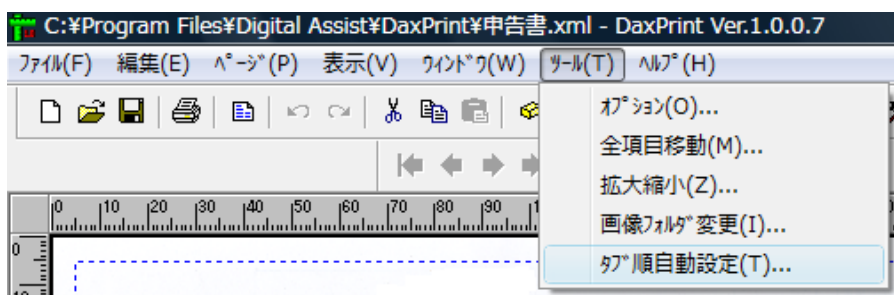 C:¥Program Files¥Digital Assist¥DaxPrint¥申告書.xml - DaxPrint Ver.1.0.0.7
ﾌｧｲﾙ(F) 編集(E) ﾍﾟｰｼﾞ(P) 表示(V) ｳｨﾝﾄﾞｳ(W) ﾂｰﾙ(T) ﾍﾙﾌﾟ(H)
ｵﾌﾟｼｮﾝ(O)...
全項目移動(M)...
拡大縮小(Z)...
画像ﾌｫﾙﾀﾞ変更(I)...
ﾀﾌﾞ順自動設定(T)...
0 10 20 30 40 50 60 70 80 90
0